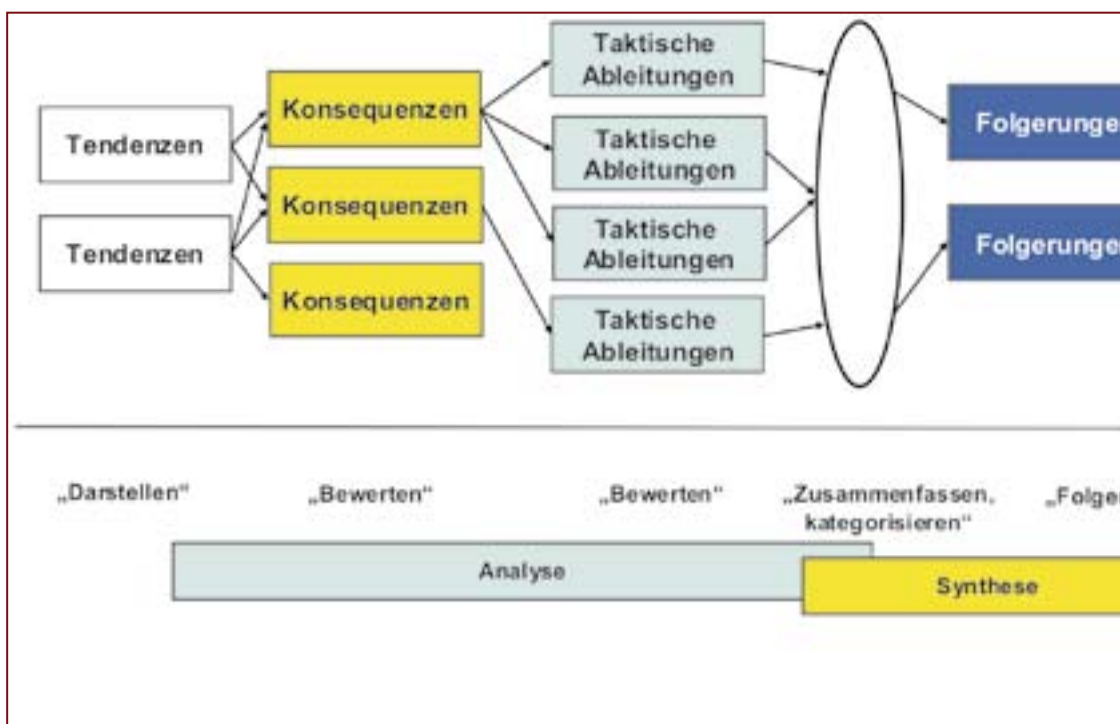 Tendenzen
Tendenzen
Konsequenzen
Konsequenzen
Konsequenzen
Taktische
Ableitungen
Taktische
Ableitungen
Taktische
Ableitungen
Taktische
Ableitungen
Folgerunge
Folgerunge
„Darstellen“
„Bewerten“
„Bewerten“
„Zusammenfassen,
kategorisieren“
„Folge
Analyse
Synthese